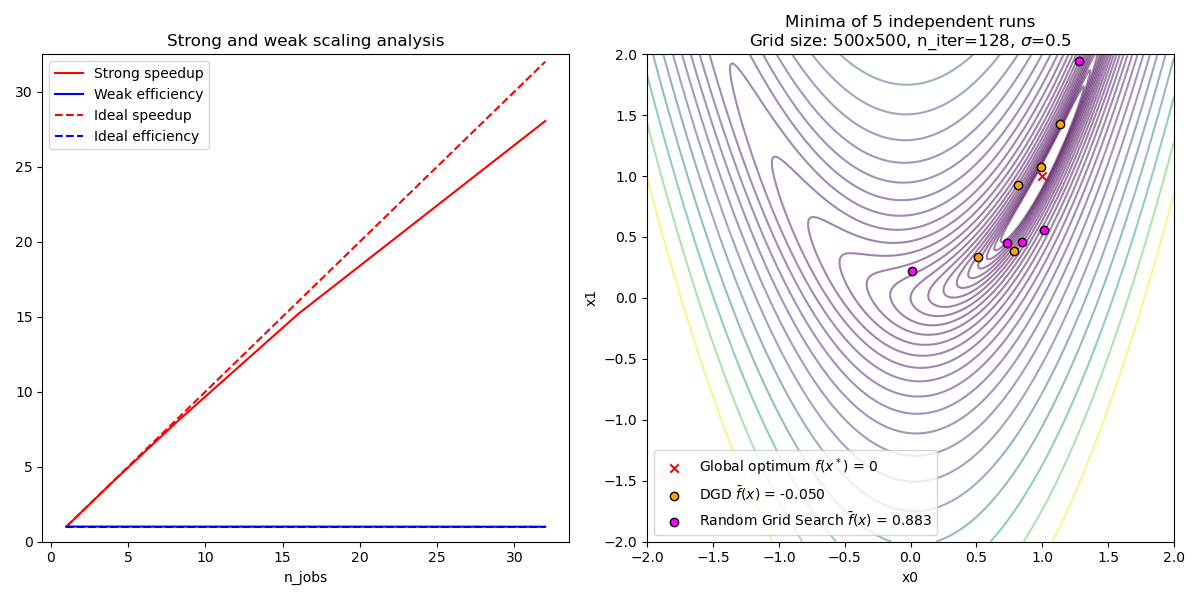 Strong and weak scaling analysis
Strong speedup
Weak efficiency
Ideal speedup
Ideal efficiency
30
25
20
15
10
5
0
0 5 10 15 20 25 30
n_jobs
Minima of 5 independent runs
Grid size: 500x500, n_iter=128, σ=0.5
2.0
1.5
1.0
0.5
0.0
−0.5
−1.0
−1.5
−2.0
x1
Global optimum f(x*) = 0
DGD f̄(x) = -0.050
Random Grid Search f̄(x) = 0.883
−2.0 −1.5 −1.0 −0.5 0.0 0.5 1.0 1.5 2.0
x0